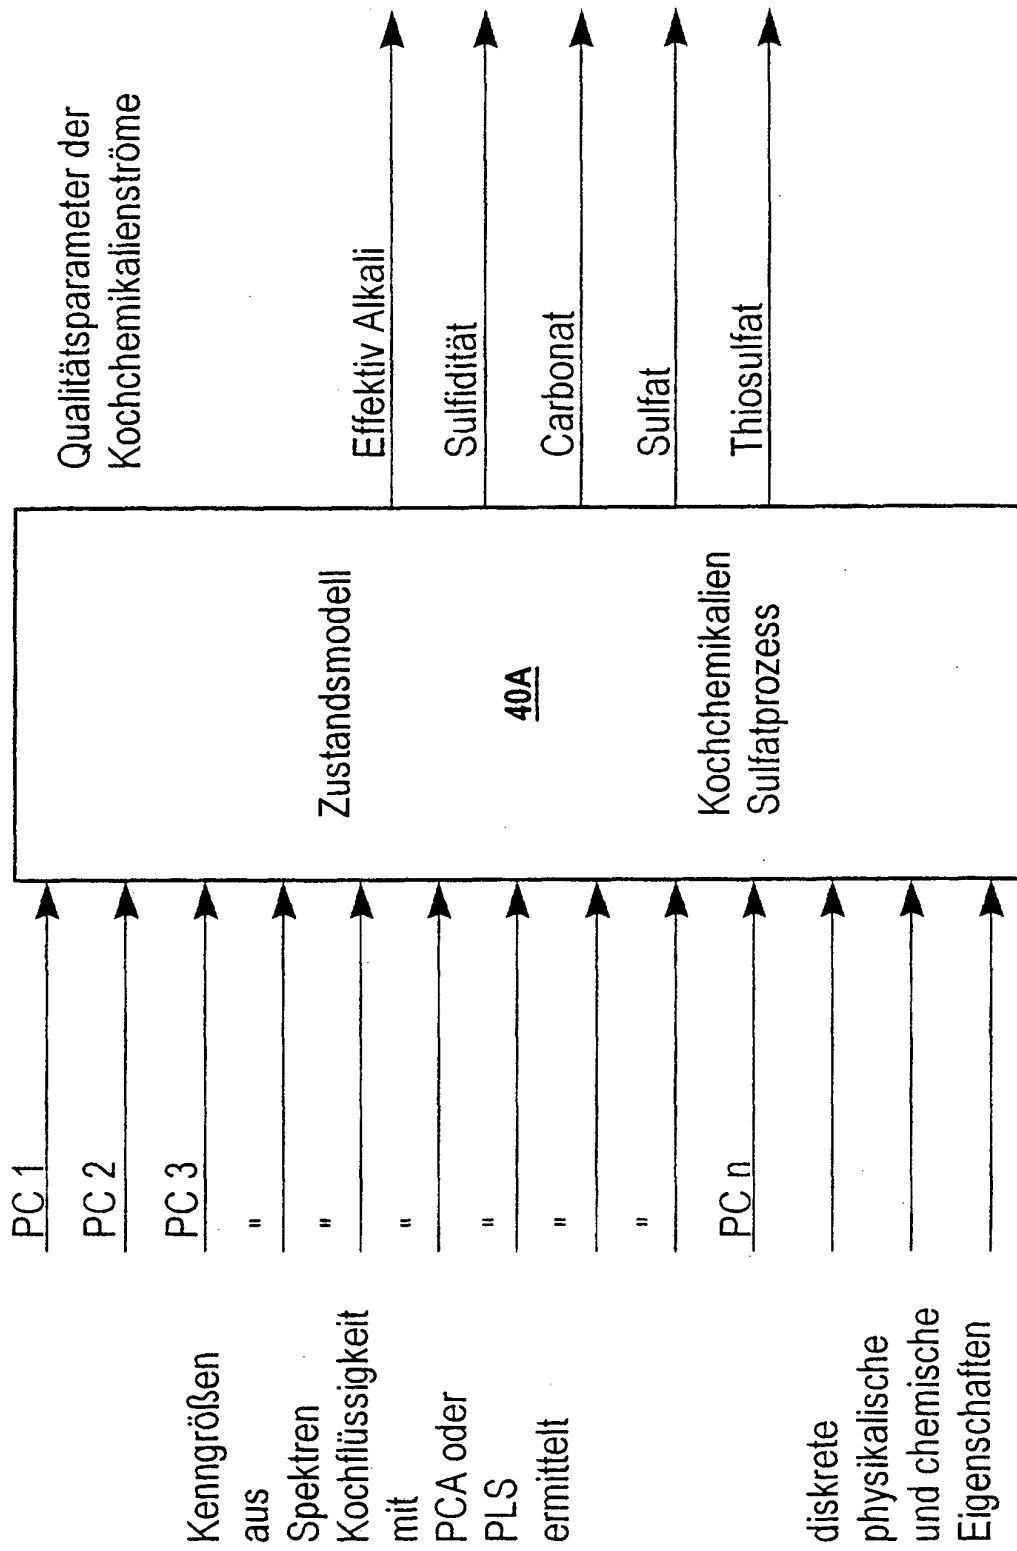 Kenngrößen
aus
Spektren
Kochflüssigkeit
mit
PCA oder
PLS
ermittelt
diskrete
physikalische
und chemische
Eigenschaften
PC 1
PC 2
PC 3
"
"
"
"
"
"
PC n
Zustandsmodell
40A
Kochchemikalien
Sulfatprozess
Qualitätsparameter der
Kochchemikalienströme
Effektiv Alkali
Sulfidität
Carbonat
Sulfat
Thiosulfat